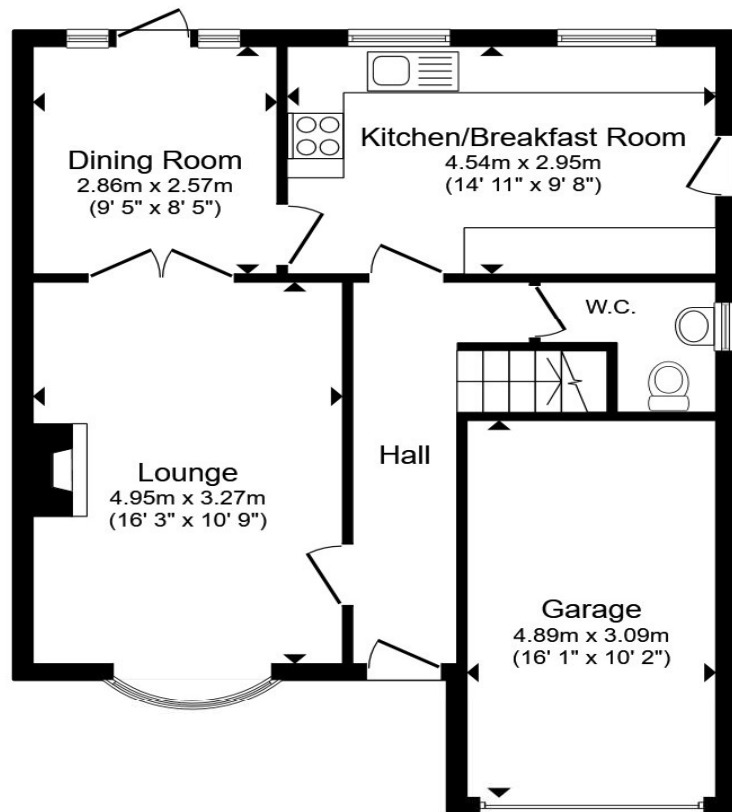 Dining Room
2.86m x 2.57m
(9' 5" x 8' 5")
Kitchen/Breakfast Room
4.54m x 2.95m
(14' 11" x 9' 8")
W.C.
Lounge
4.95m x 3.27m
(16' 3" x 10' 9")
Hall
Garage
4.89m x 3.09m
(16' 1" x 10' 2")